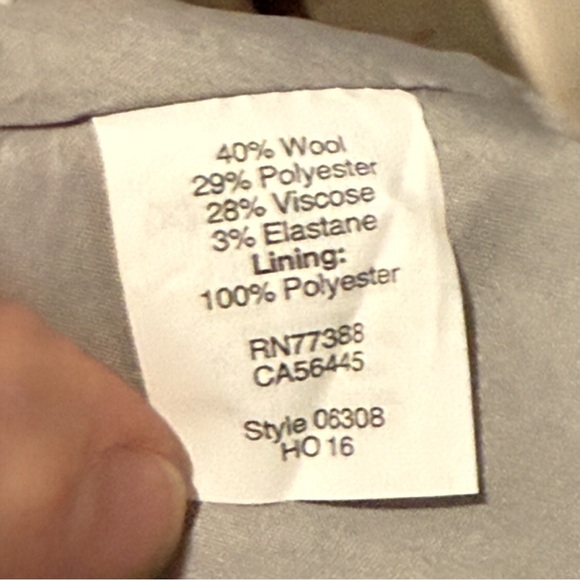 40% Wool
29% Polyester
28% Viscose
3% Elastane
Lining:
100% Polyester
RN77388
CA56445
Style 06308
HO 16